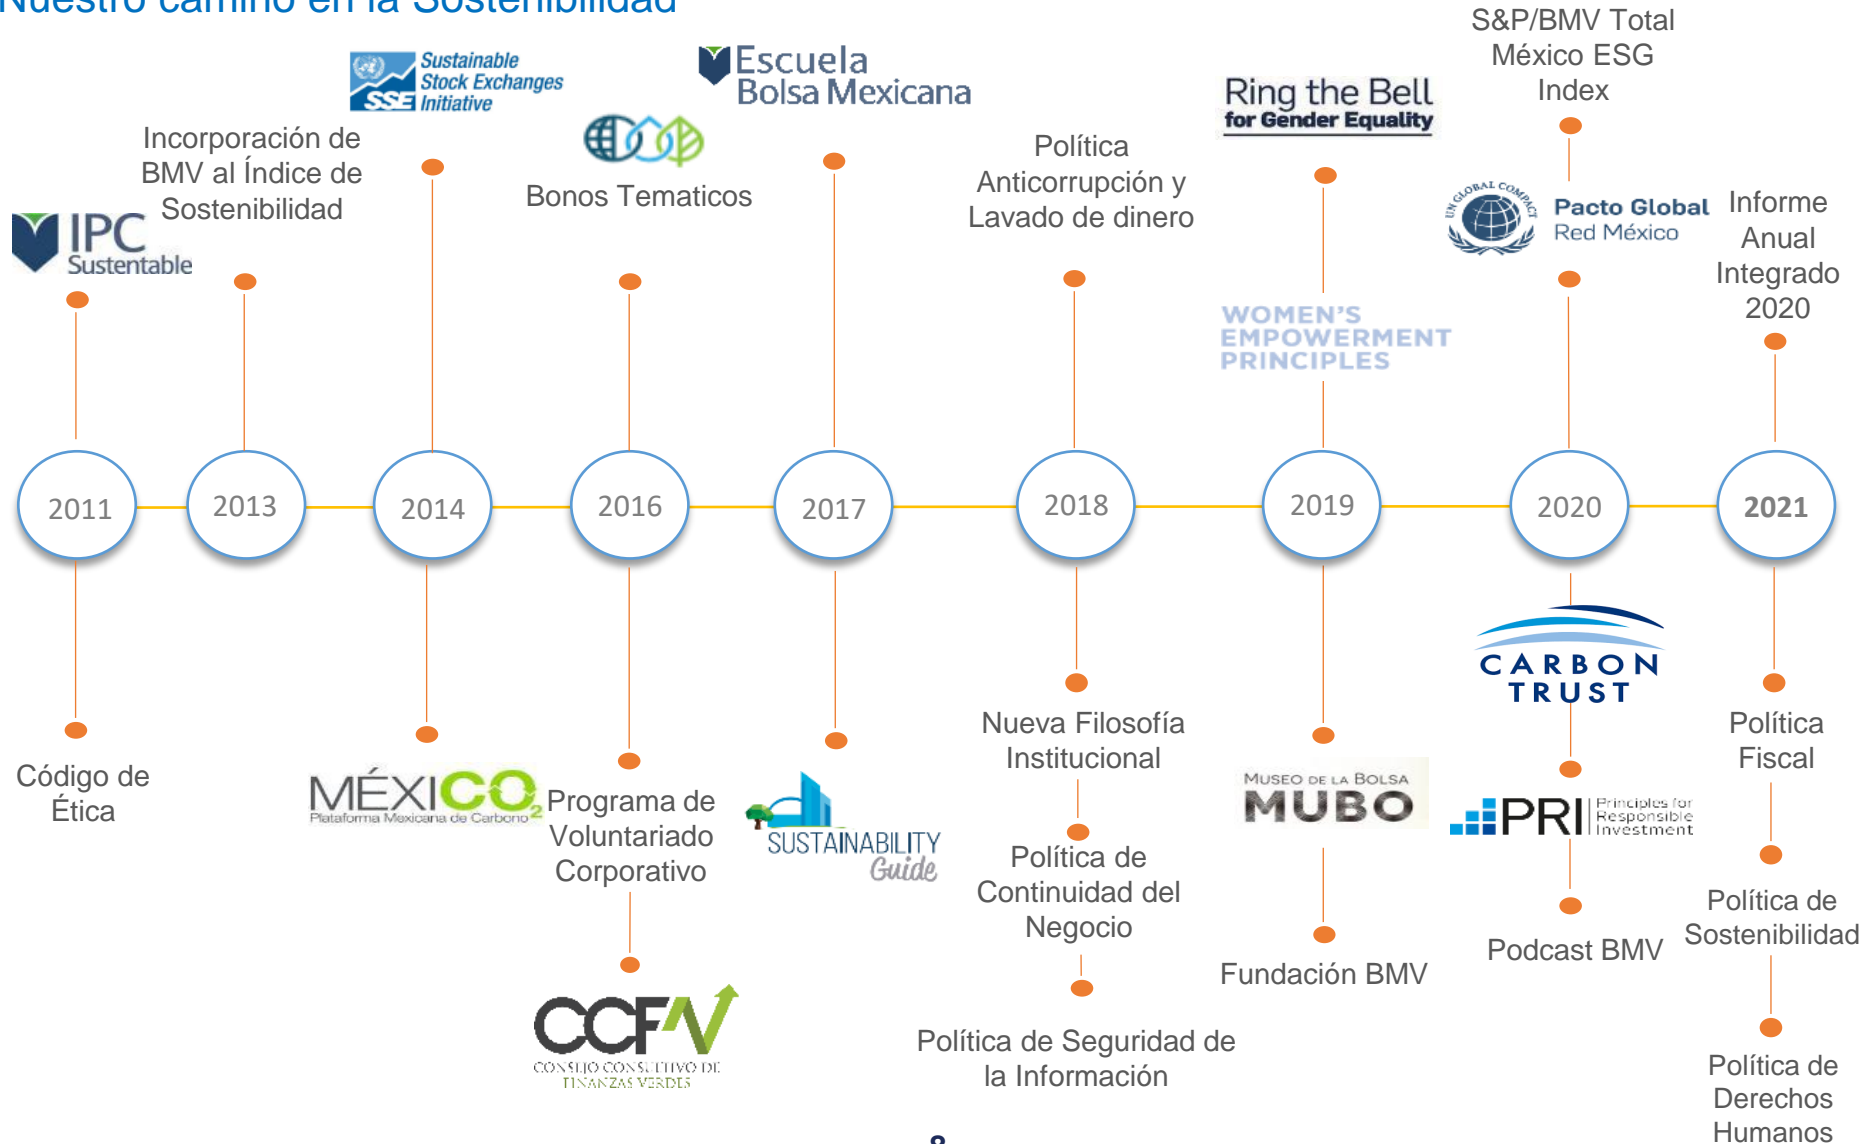 Nuestro camino en la Sostenibilidad
IPC
Sustentable
Incorporación de
BMV al Índice de
Sostenibilidad
SSE
Sustainable
Stock Exchanges
Initiative
Bonos Tematicos
Escuela
Bolsa Mexicana
Política
Anticorrupción y
Lavado de dinero
Ring the Bell
for Gender Equality
WOMEN'S
EMPOWERMENT
PRINCIPLES
S&P/BMV Total
México ESG
Index
UN GLOBAL COMPACT
Pacto Global
Red México
Informe
Anual
Integrado
2020
2011
2013
2014
2016
2017
2018
2019
2020
2021
Código de
Ética
MÉXICO2
Plataforma Mexicana de Carbono
Programa de
Voluntariado
Corporativo
CCFV
CONSEJO CONSULTIVO DE
FINANZAS VERDES
SUSTAINABILITY
Guide
Nueva Filosofía
Institucional
Política de
Continuidad del
Negocio
Política de Seguridad de
la Información
MUSEO DE LA BOLSA
MUBO
Fundación BMV
CARBON
TRUST
PRI
Principles for
Responsible
Investment
Podcast BMV
Política
Fiscal
Política de
Sostenibilidad
Política de
Derechos
Humanos
8